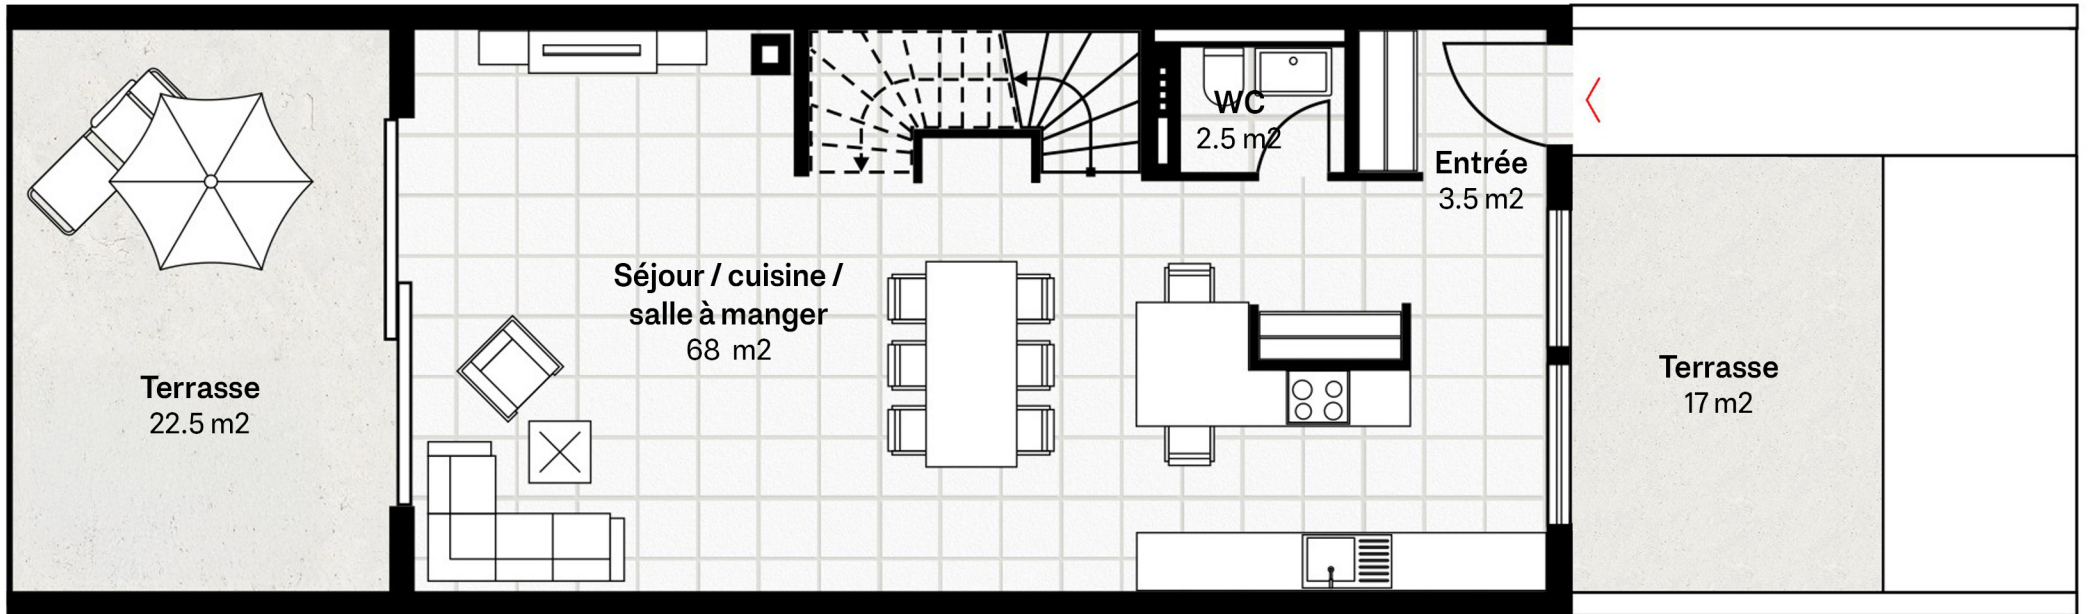 WC
2.5 m2
Entrée
3.5 m2
Séjour / cuisine /
salle à manger
68 m2
Terrasse
22.5 m2
Terrasse
17 m2